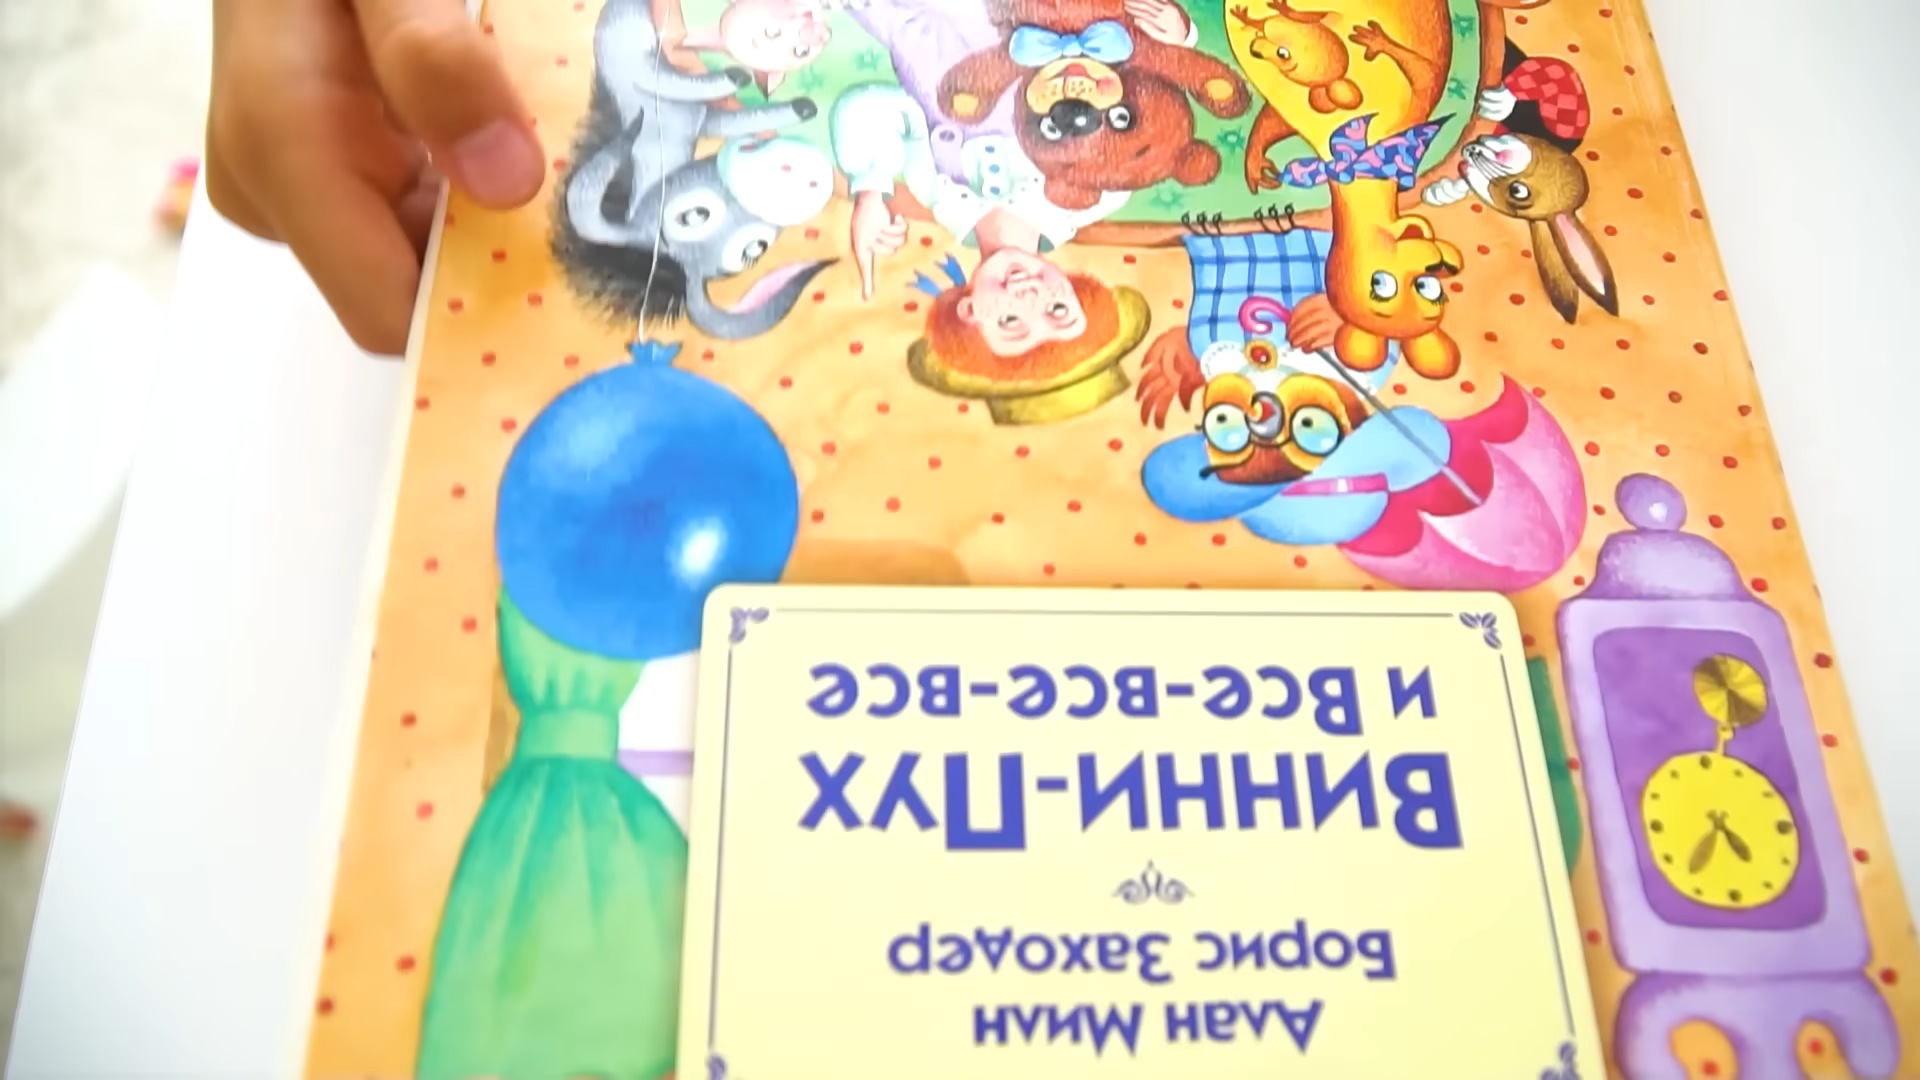 Алан Милн
Борис Заходер
Винни-Пух
и Все-все-все